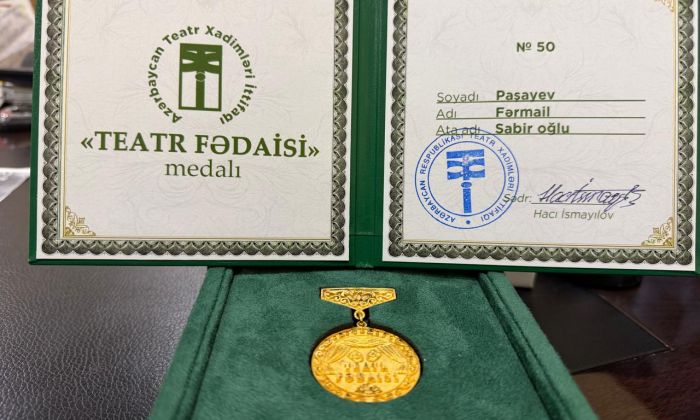 Azərbaycan Teatr Xadimləri İttifaqı
«TEATR FƏDAİSİ»
medalı
№ 50
Soyadı Paşayev
Adı Fərmail
Ata adı Sabir oğlu
AZƏRBAYCAN RESPUBLİKASI TEATR XADİMLƏRİ İTTİFAQI
Sədr:
Hacı İsmayılov
TEATR
FƏDAİSİ